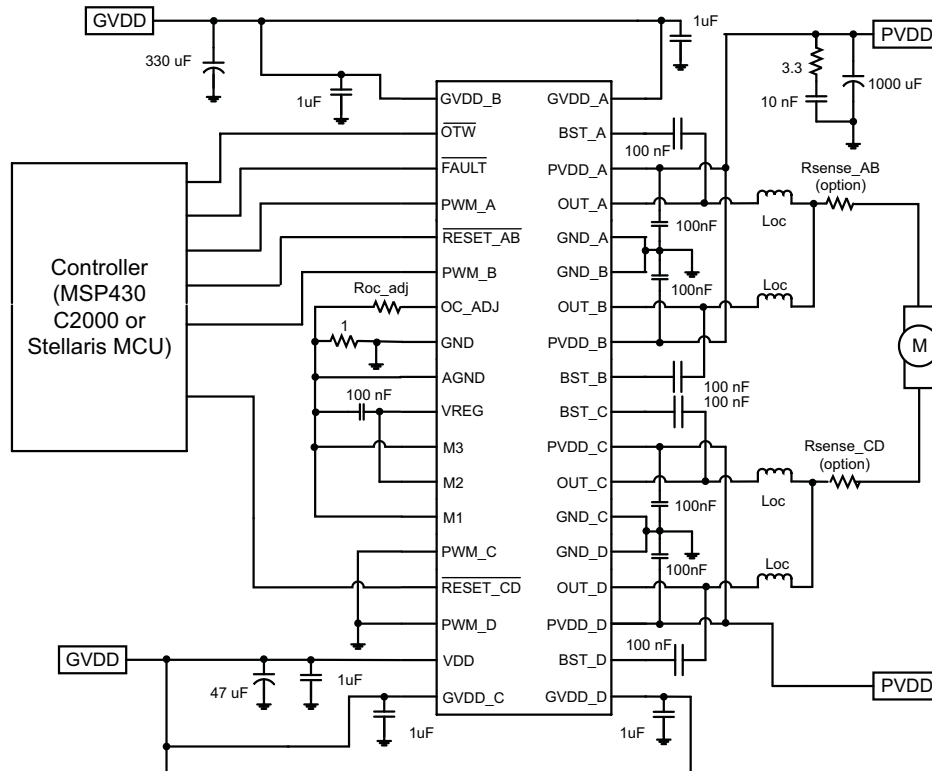 GVDD
330 uF
1uF
1uF
PVDD
3.3
10 nF
1000 uF
GVDD_B
OTW
FAULT
PWM_A
RESET_AB
PWM_B
OC_ADJ
GND
AGND
VREG
M3
M2
M1
PWM_C
RESET_CD
PWM_D
VDD
GVDD_C
GVDD_A
BST_A
PVDD_A
OUT_A
GND_A
GND_B
OUT_B
PVDD_B
BST_B
BST_C
PVDD_C
OUT_C
GND_C
GND_D
OUT_D
PVDD_D
BST_D
GVDD_D
Controller
(MSP430
C2000 or
Stellaris MCU)
Roc_adj
1
100 nF
100 nF
100nF
100nF
100 nF
100 nF
100nF
100nF
100 nF
Loc
Loc
Rsense_AB
(option)
M
Rsense_CD
(option)
Loc
Loc
GVDD
47 uF
1uF
1uF
1uF
PVDD